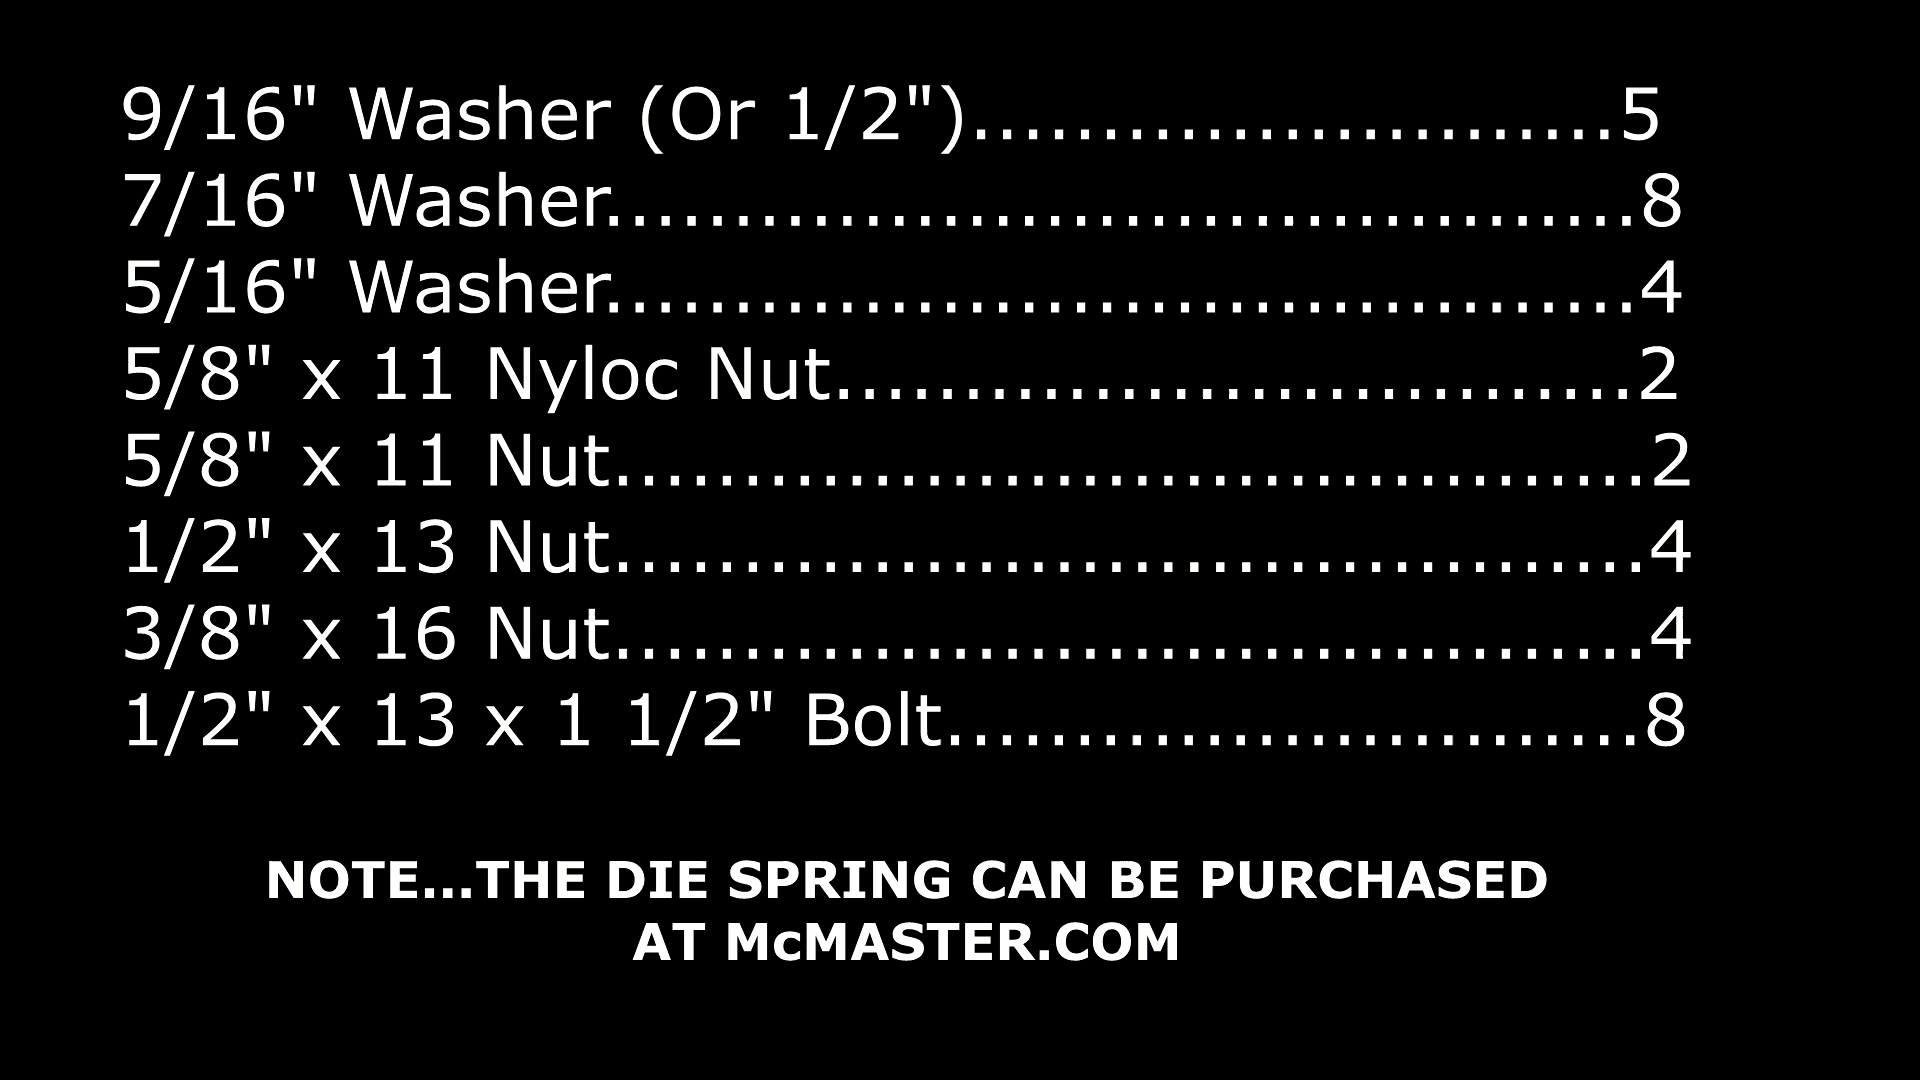 9/16" Washer (Or 1/2").........................5
7/16" Washer........................................8
5/16" Washer........................................4
5/8" x 11 Nyloc Nut...............................2
5/8" x 11 Nut........................................2
1/2" x 13 Nut........................................4
3/8" x 16 Nut........................................4
1/2" x 13 x 1 1/2" Bolt...........................8
NOTE...THE DIE SPRING CAN BE PURCHASED
AT McMASTER.COM